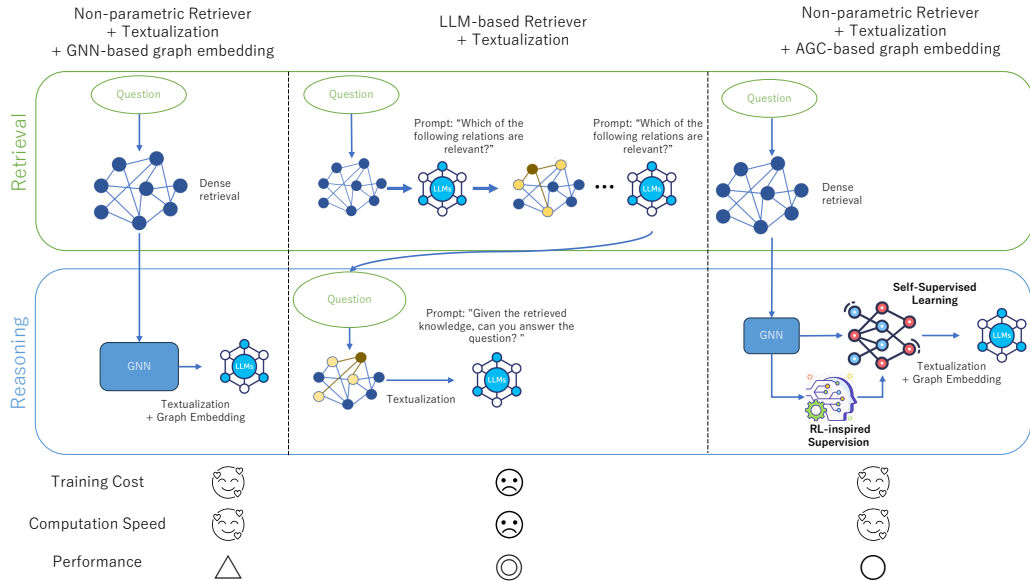 Non-parametric Retriever
+ Textualization
+ GNN-based graph embedding
LLM-based Retriever
+ Textualization
Non-parametric Retriever
+ Textualization
+ AGC-based graph embedding
Retrieval
Question
Dense
retrieval
Question
Prompt: “Which of the
following relations are
relevant?”
LLMs
•••
Prompt: “Which of the
following relations are
relevant?”
LLMs
Question
Dense
retrieval
Reasoning
GNN
LLMs
Textualization
+ Graph Embedding
Question
Prompt: ”Given the retrieved
knowledge, can you answer the
question? ”
Textualization
LLMs
GNN
Self-Supervised
Learning
RL-inspired
Supervision
LLMs
Textualization
+ Graph Embedding
Training Cost
Computation Speed
Performance